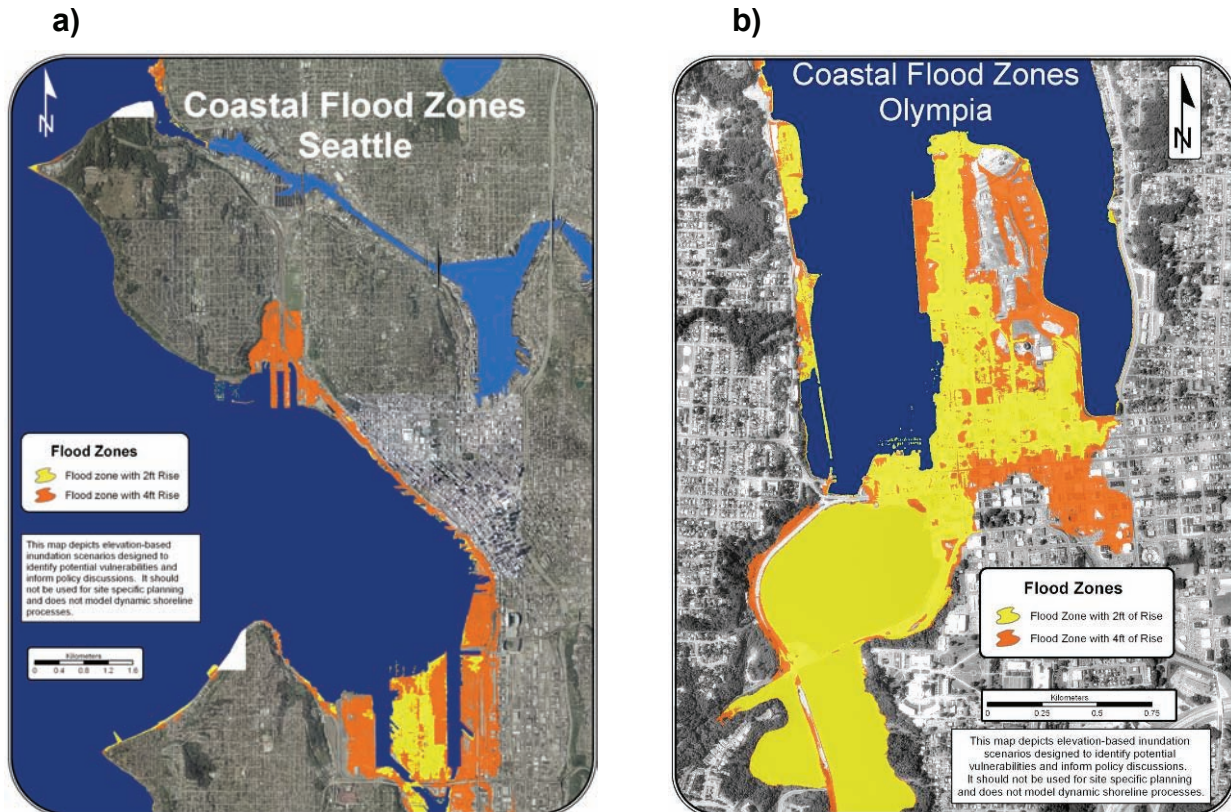 a)
Coastal Flood Zones
Seattle
N
Flood Zones
Flood zone with 2ft Rise
Flood zone with 4ft Rise
This map depicts elevation-based
inundation scenarios designed to
identify potential vulnerabilities and
inform policy discussions. It should
not be used for site specific planning
and does not model dynamic shoreline
processes.
Kilometers
0 0.4 0.8 1.2 1.6
b)
Coastal Flood Zones
Olympia
N
Flood Zones
Flood Zone with 2ft of Rise
Flood Zone with 4ft of Rise
Kilometers
0 0.25 0.5 0.75
This map depicts elevation-based inundation
scenarios designed to identify potential
vulnerabilities and inform policy discussions.
It should not be used for site specific planning
and does not model dynamic shoreline processes.